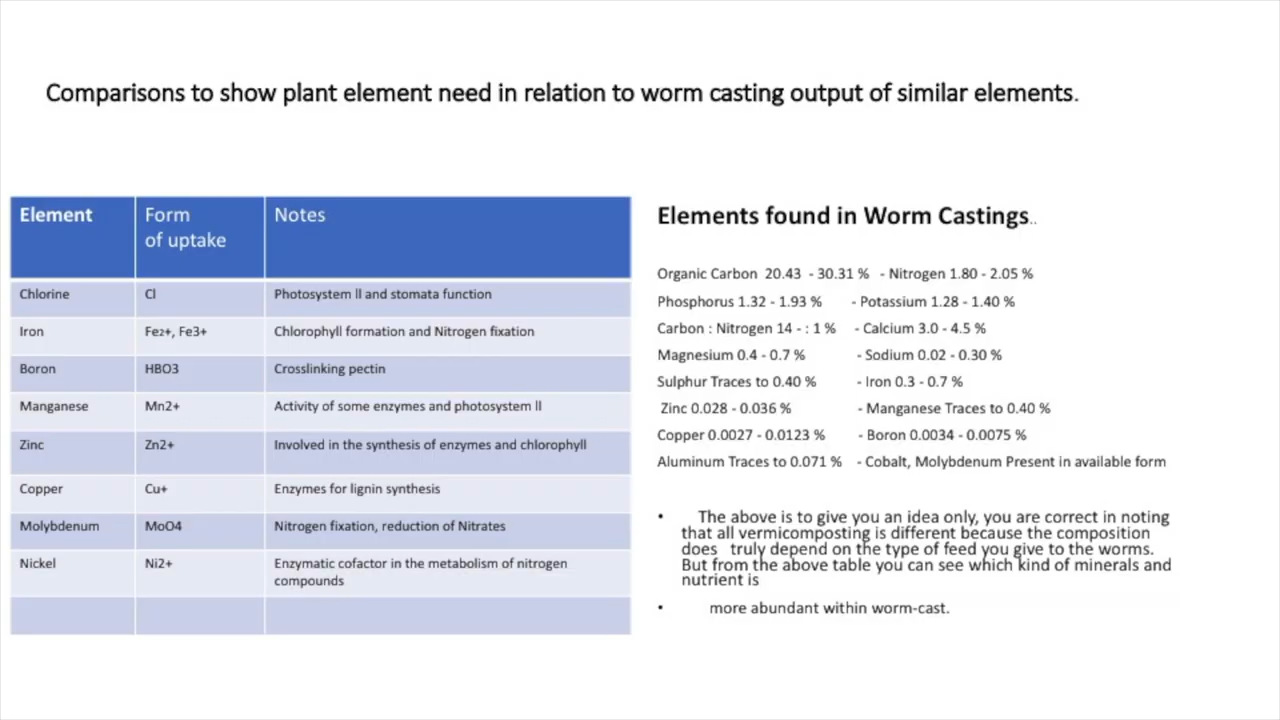 Comparisons to show plant element need in relation to worm casting output of similar elements.
Element Form of uptake Notes
Chlorine Cl Photosystem ll and stomata function
Iron Fe2+, Fe3+ Chlorophyll formation and Nitrogen fixation
Boron HBO3 Crosslinking pectin
Manganese Mn2+ Activity of some enzymes and photosystem ll
Zinc Zn2+ Involved in the synthesis of enzymes and chlorophyll
Copper Cu+ Enzymes for lignin synthesis
Molybdenum MoO4 Nitrogen fixation, reduction of Nitrates
Nickel Ni2+ Enzymatic cofactor in the metabolism of nitrogen
compounds
Elements found in Worm Castings..
Organic Carbon 20.43 - 30.31 % - Nitrogen 1.80 - 2.05 %
Phosphorus 1.32 - 1.93 % - Potassium 1.28 - 1.40 %
Carbon : Nitrogen 14 - : 1 % - Calcium 3.0 - 4.5 %
Magnesium 0.4 - 0.7 % - Sodium 0.02 - 0.30 %
Sulphur Traces to 0.40 % - Iron 0.3 - 0.7 %
Zinc 0.028 - 0.036 % - Manganese Traces to 0.40 %
Copper 0.0027 - 0.0123 % - Boron 0.0034 - 0.0075 %
Aluminum Traces to 0.071 % - Cobalt, Molybdenum Present in available form
• The above is to give you an idea only, you are correct in noting
that all vermicomposting is different because the composition
does truly depend on the type of feed you give to the worms.
But from the above table you can see which kind of minerals and
nutrient is
• more abundant within worm-cast.